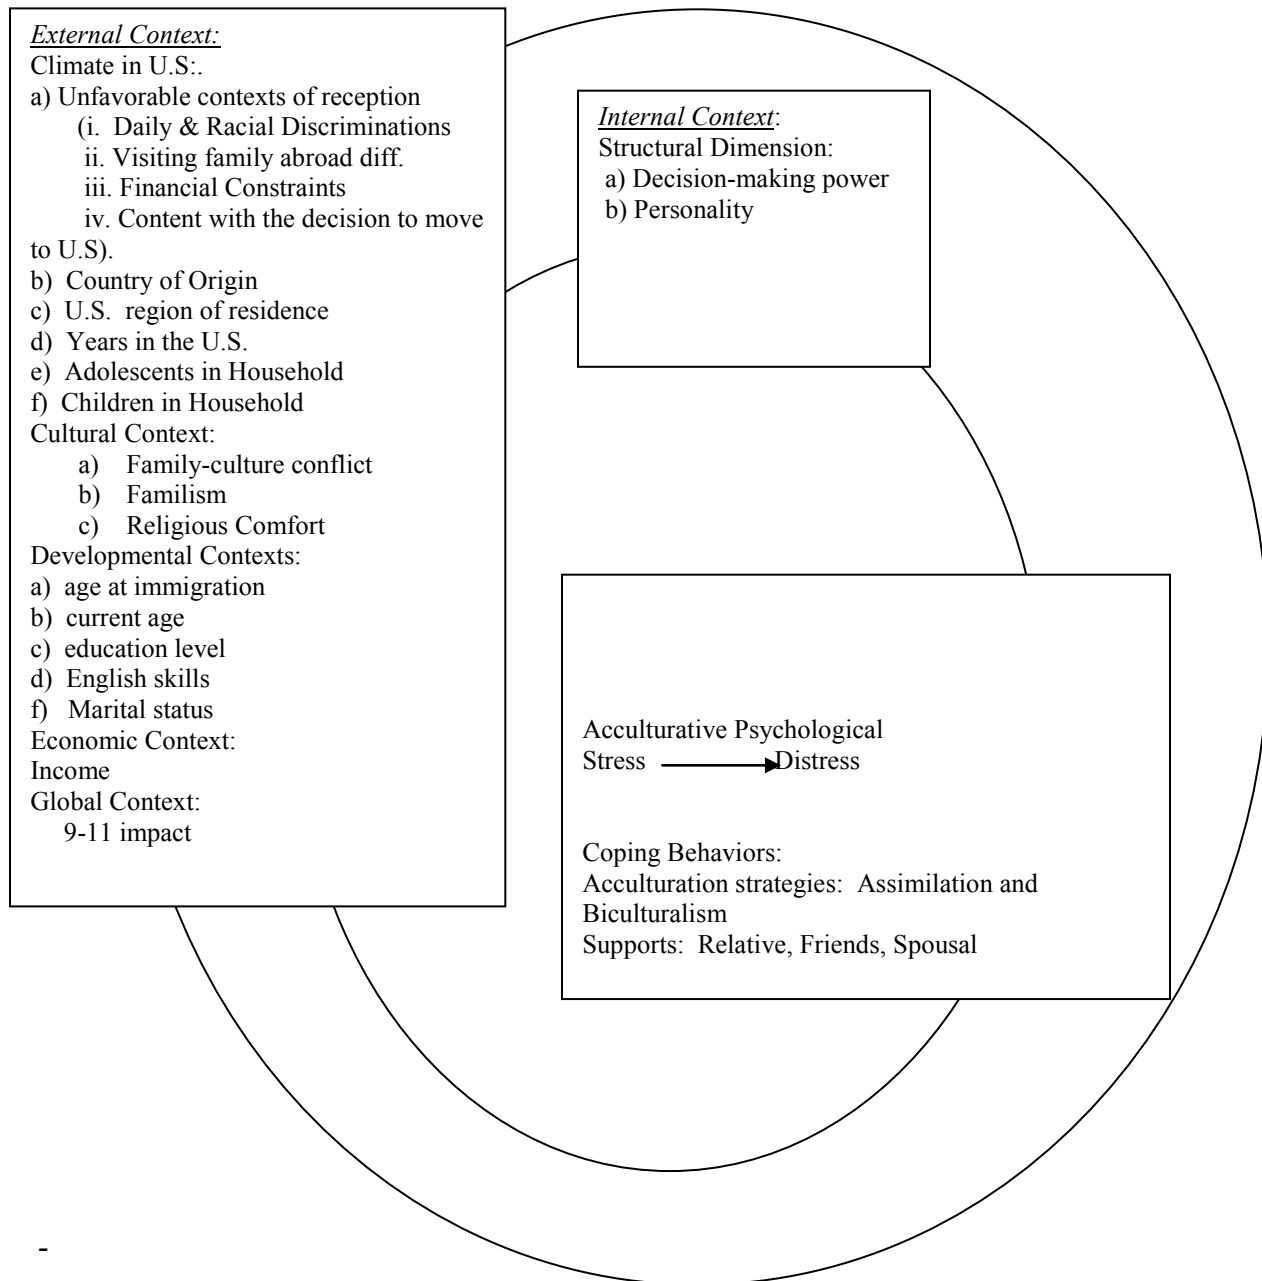 External Context:
Climate in U.S:.
a) Unfavorable contexts of reception
(i. Daily & Racial Discriminations
ii. Visiting family abroad diff.
iii. Financial Constraints
iv. Content with the decision to move
to U.S).
b) Country of Origin
c) U.S. region of residence
d) Years in the U.S.
e) Adolescents in Household
f) Children in Household
Cultural Context:
a) Family-culture conflict
b) Familism
c) Religious Comfort
Developmental Contexts:
a) age at immigration
b) current age
c) education level
d) English skills
f) Marital status
Economic Context:
Income
Global Context:
9-11 impact
Internal Context:
Structural Dimension:
a) Decision-making power
b) Personality
Acculturative Psychological
Stress Distress
Coping Behaviors:
Acculturation strategies: Assimilation and
Biculturalism
Supports: Relative, Friends, Spousal
-